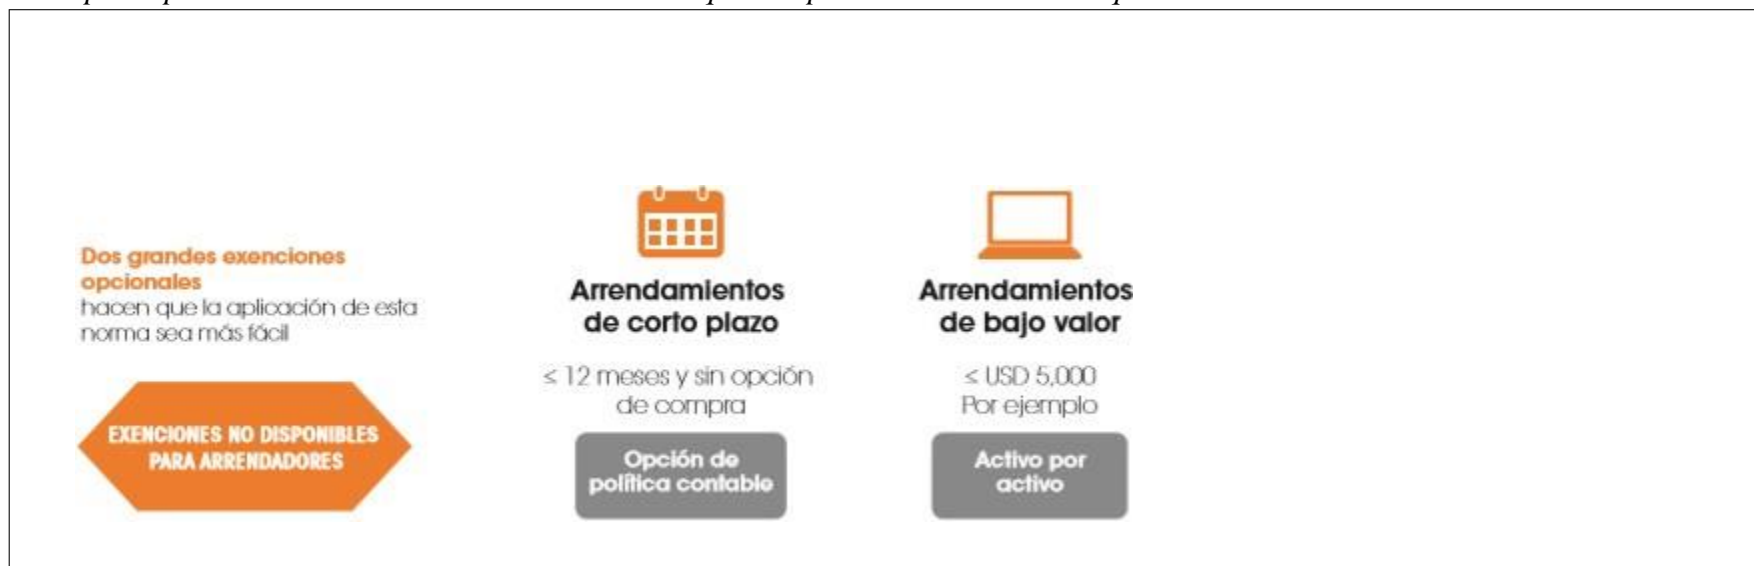 Dos grandes exenciones
opcionales
hacen que la aplicación de esta
norma sea más fácil
EXENCIONES NO DISPONIBLES
PARA ARRENDADORES
Arrendamientos
de corto plazo
≤ 12 meses y sin opción
de compra
Opción de
política contable
Arrendamientos
de bajo valor
≤ USD 5,000
Por ejemplo
Activo por
activo